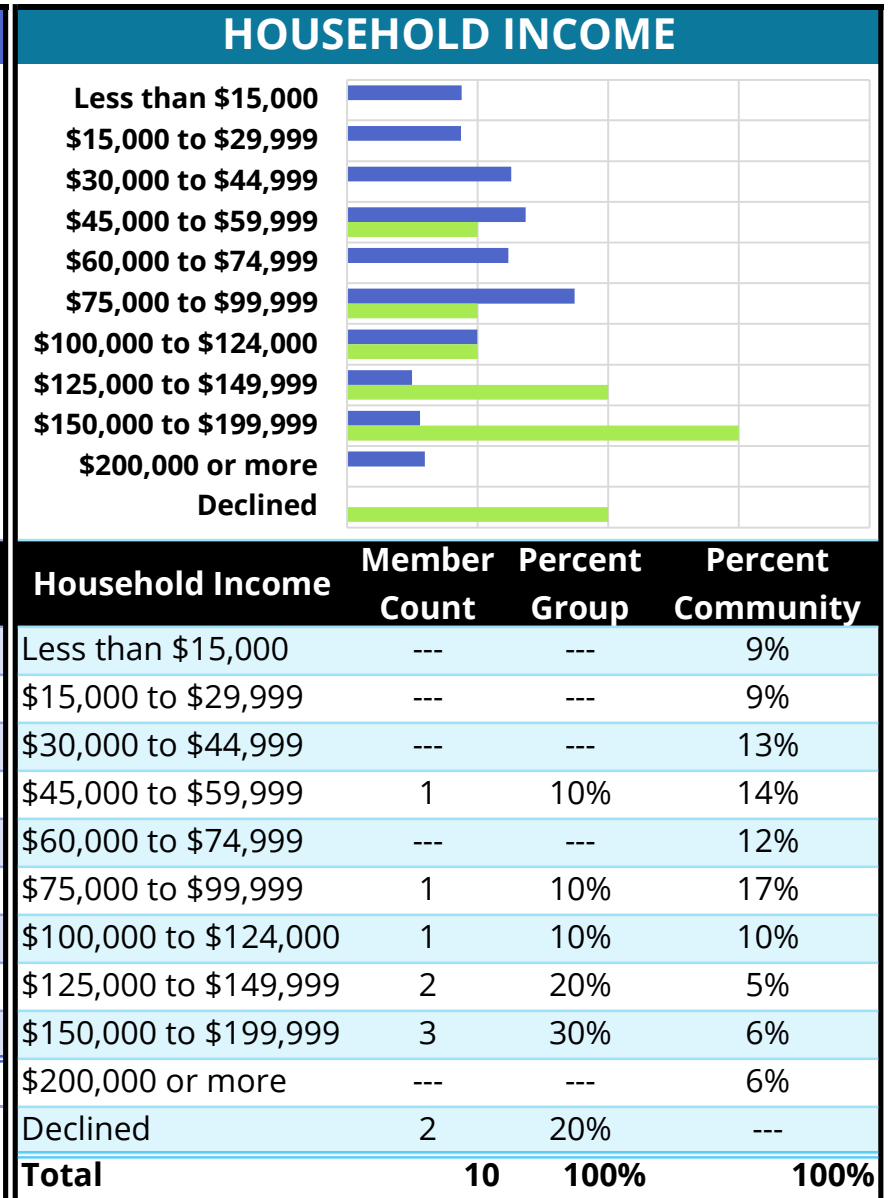 HOUSEHOLD INCOME
Less than $15,000
$15,000 to $29,999
$30,000 to $44,999
$45,000 to $59,999
$60,000 to $74,999
$75,000 to $99,999
$100,000 to $124,000
$125,000 to $149,999
$150,000 to $199,999
$200,000 or more
Declined
Household Income Member Count Percent Group Percent Community
Less than $15,000 --- --- 9%
$15,000 to $29,999 --- --- 9%
$30,000 to $44,999 --- --- 13%
$45,000 to $59,999 1 10% 14%
$60,000 to $74,999 --- --- 12%
$75,000 to $99,999 1 10% 17%
$100,000 to $124,000 1 10% 10%
$125,000 to $149,999 2 20% 5%
$150,000 to $199,999 3 30% 6%
$200,000 or more --- --- 6%
Declined 2 20% ---
Total 10 100% 100%